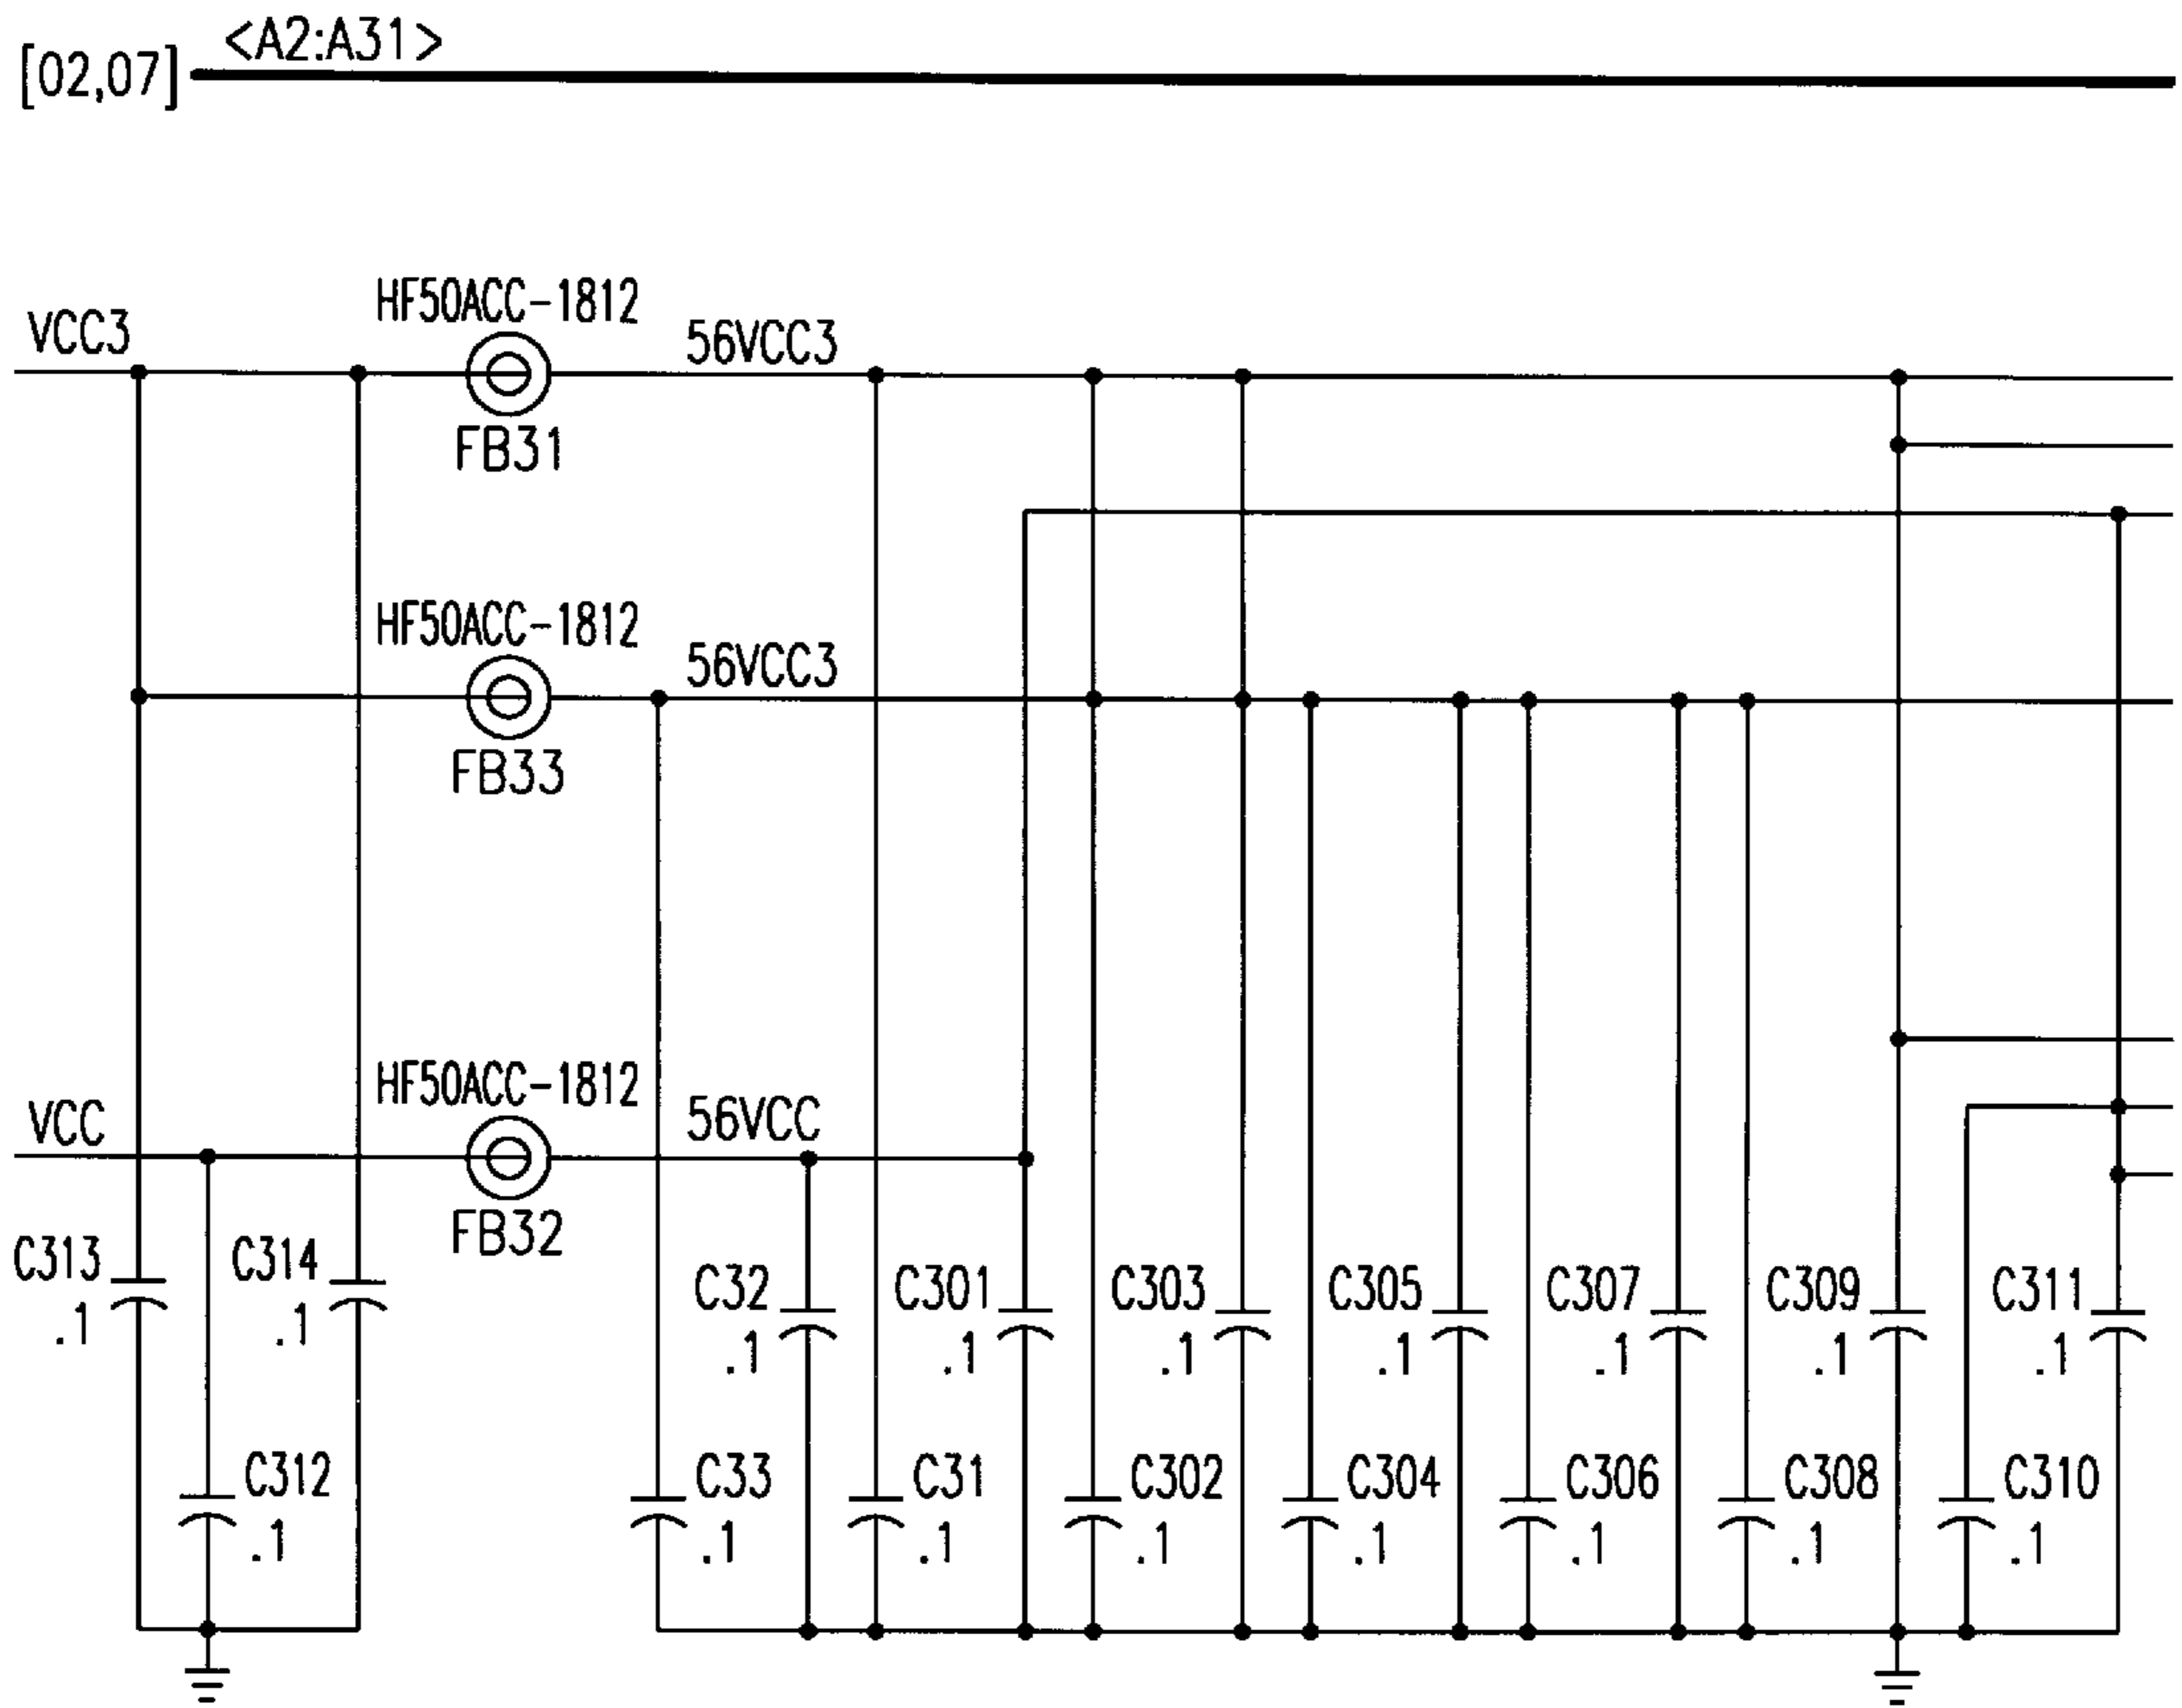 <A2:A31>
[02,07]
HF50ACC-1812
VCC3
56VCC3
FB31
HF50ACC-1812
56VCC3
FB33
HF50ACC-1812
VCC
56VCC
FB32
C313
.1
C314
.1
C32
.1
C301
.1
C303
.1
C305
.1
C307
.1
C309
.1
C311
.1
C312
.1
C33
.1
C31
.1
C302
.1
C304
.1
C306
.1
C308
.1
C310
.1